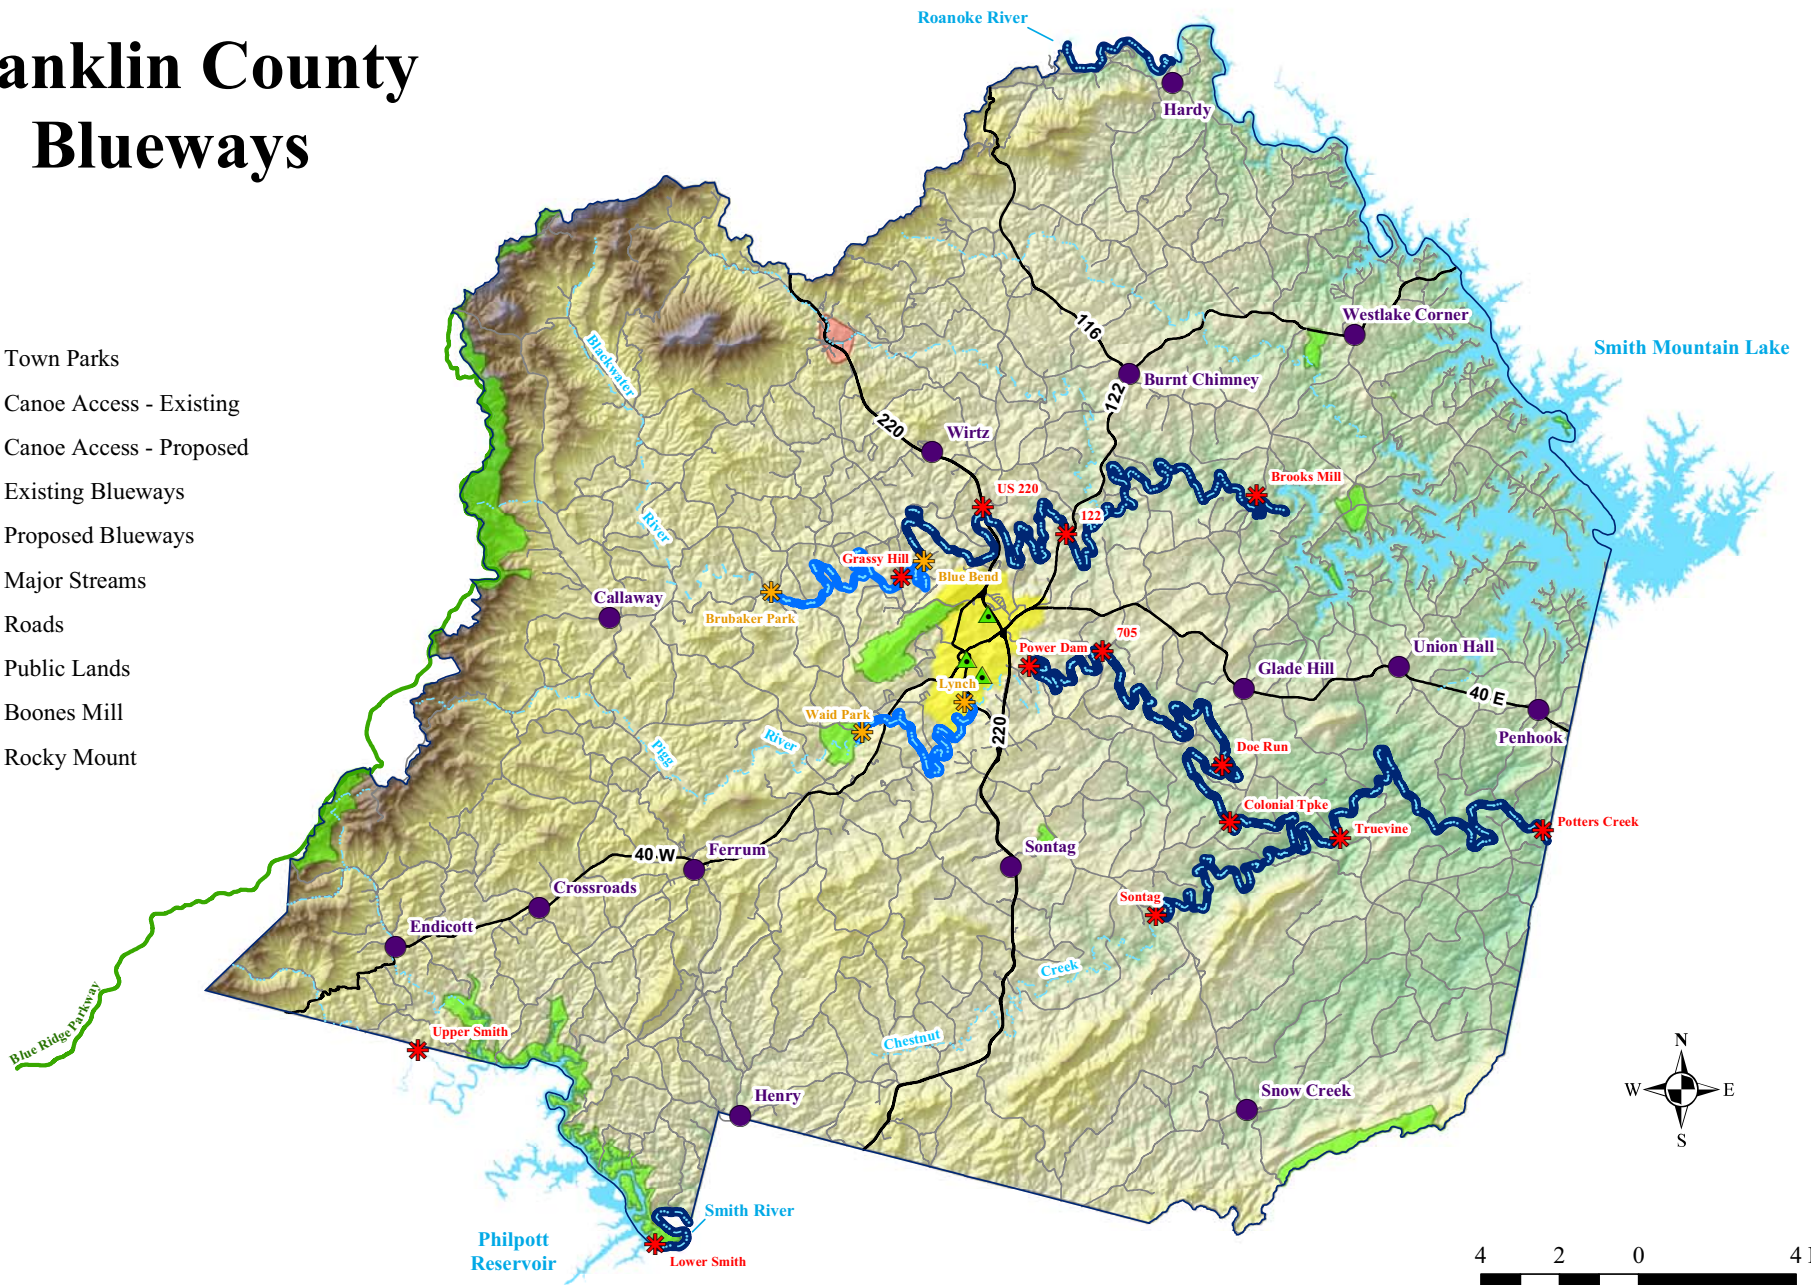 anklin County
Blueways
Town Parks
Canoe Access - Existing
Canoe Access - Proposed
Existing Blueways
Proposed Blueways
Major Streams
Roads
Public Lands
Boones Mill
Rocky Mount
Roanoke River
Hardy
116
Westlake Corner
Smith Mountain Lake
Blackwater
Burnt Chimney
122
220
Wirtz
US 220
Brooks Mill
122
River
Grassy Hill
Blue Bend
Callaway
Brubaker Park
705
Power Dam
Union Hall
Glade Hill
Lynch
40 E
Waid Park
220
Penhook
River
Pigg
Doe Run
Colonial Tpke
Truevine
Potters Creek
Sontag
Ferrum
40 W
Crossroads
Sontag
Endicott
Creek
Blue Ridge Parkway
Upper Smith
Chestnut
Henry
Snow Creek
N
W
E
S
Smith River
Philpott
Reservoir
Lower Smith
4 2 0 4